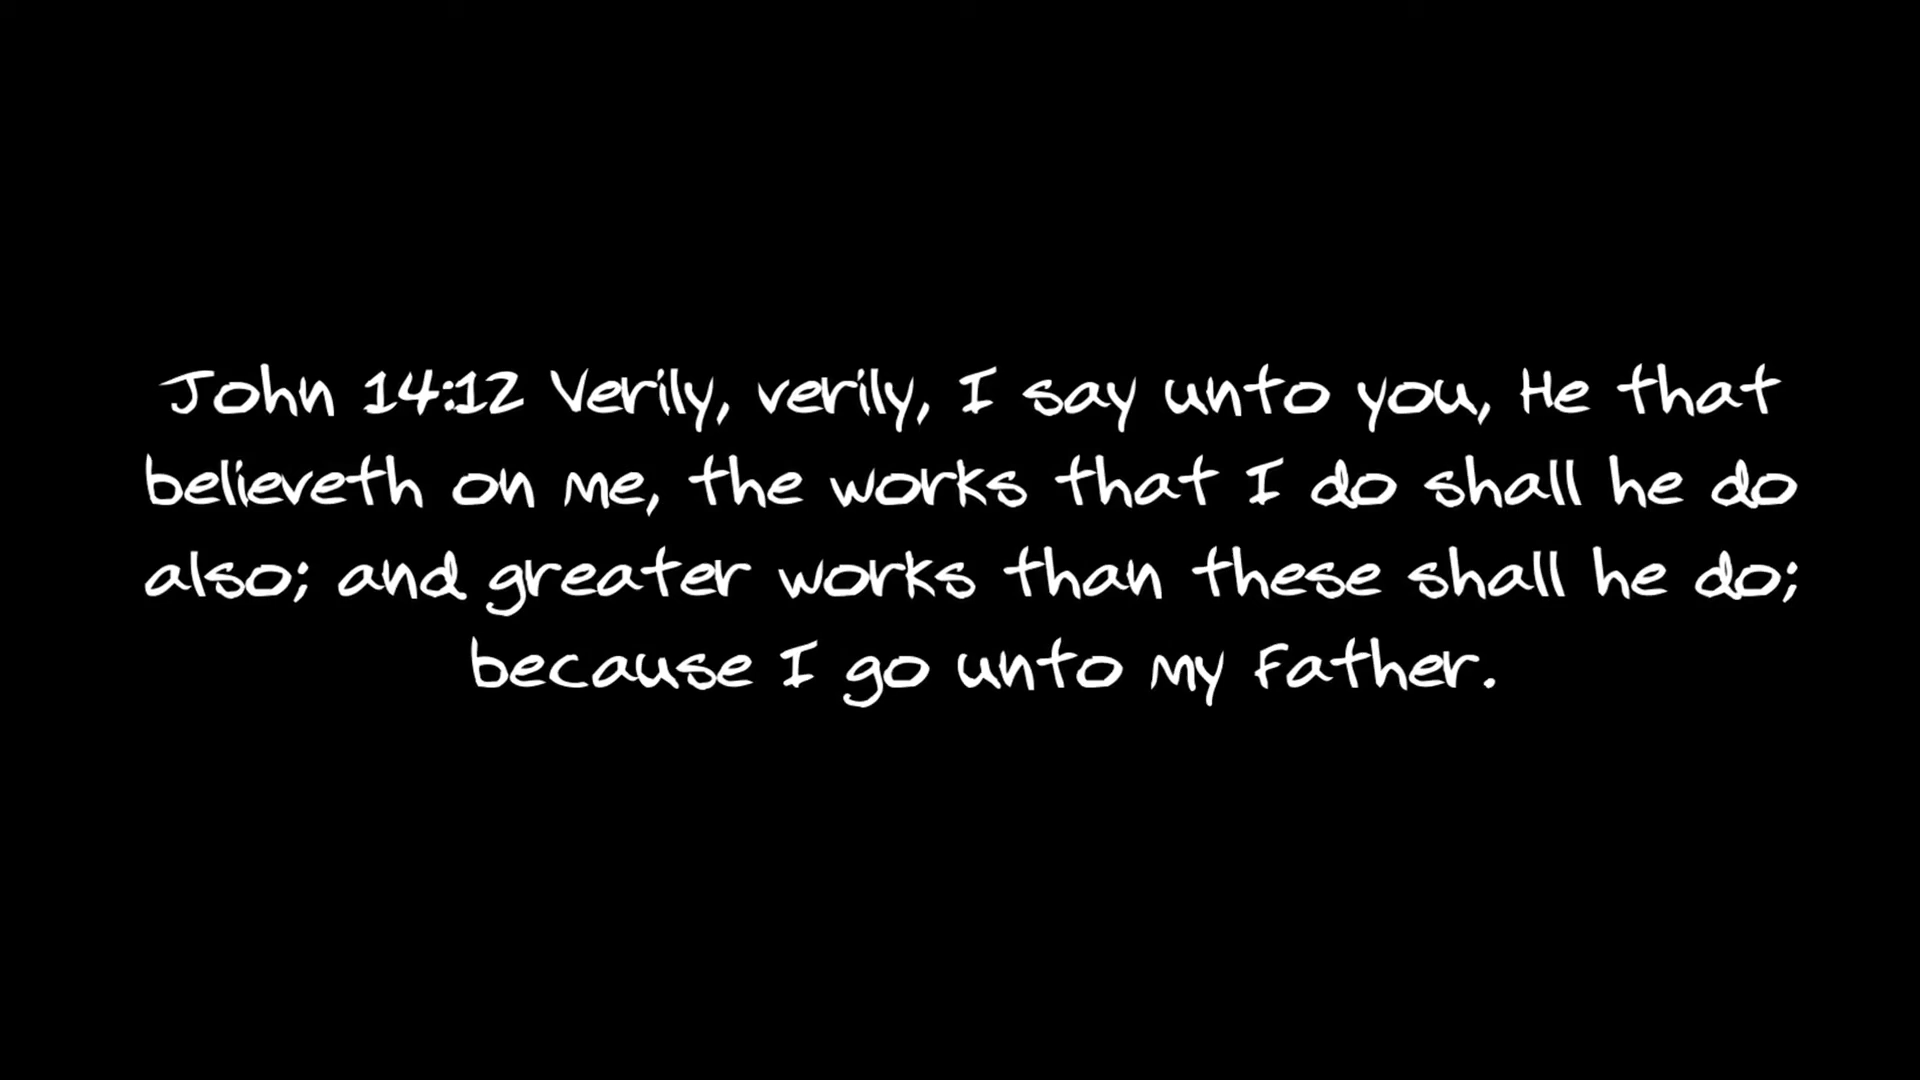 John 14:12 Verily, verily, I say unto you, He that
believeth on me, the works that I do shall he do
also; and greater works than these shall he do;
because I go unto my Father.